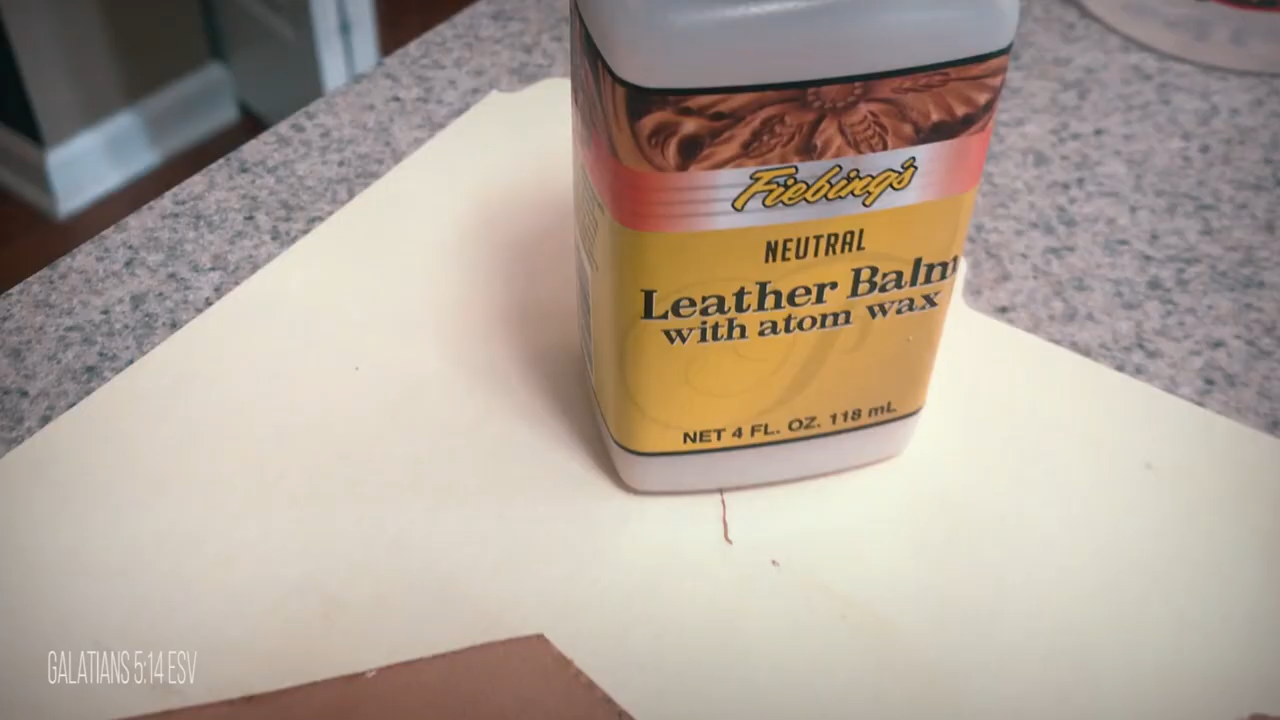 Fiebing's
NEUTRAL
Leather Balm
with atom wax
NET 4 FL. OZ. 118 mL
GALATIANS 5:14 ESV